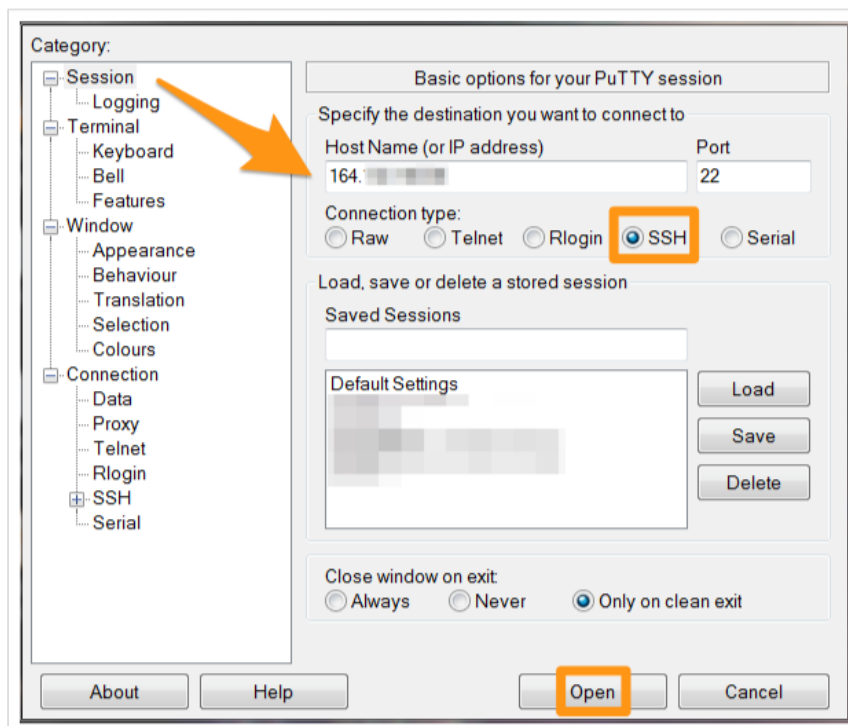 Category:
Session
Logging
Terminal
Keyboard
Bell
Features
Window
Appearance
Behaviour
Translation
Selection
Colours
Connection
Data
Proxy
Telnet
Rlogin
SSH
Serial
Basic options for your PuTTY session
Specify the destination you want to connect to
Host Name (or IP address) Port
164. 22
Connection type:
Raw Telnet Rlogin SSH Serial
Load, save or delete a stored session
Saved Sessions
Default Settings
Load
Save
Delete
Close window on exit:
Always Never Only on clean exit
About Help Open Cancel